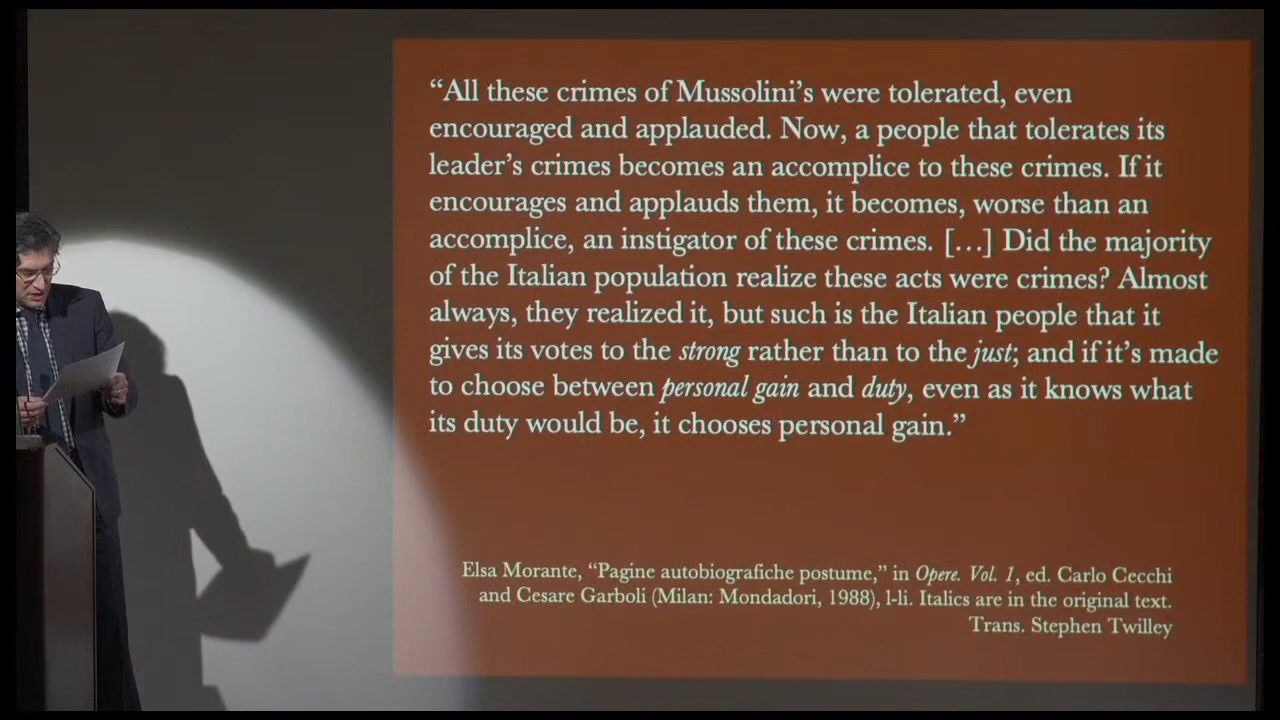 “All these crimes of Mussolini’s were tolerated, even
encouraged and applauded. Now, a people that tolerates its
leader’s crimes becomes an accomplice to these crimes. If it
encourages and applauds them, it becomes, worse than an
accomplice, an instigator of these crimes. […] Did the majority
of the Italian population realize these acts were crimes? Almost
always, they realized it, but such is the Italian people that it
gives its votes to the strong rather than to the just; and if it’s made
to choose between personal gain and duty, even as it knows what
its duty would be, it chooses personal gain.”
Elsa Morante, “Pagine autobiografiche postume,” in Opere. Vol. 1, ed. Carlo Cecchi
and Cesare Garboli (Milan: Mondadori, 1988), l-li. Italics are in the original text.
Trans. Stephen Twilley